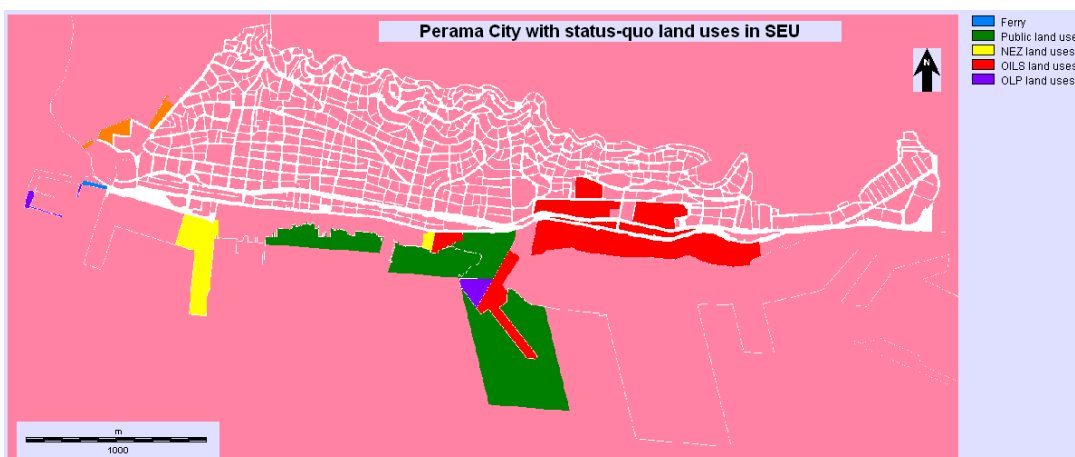 Perama City with status-quo land uses in SEU
N
Ferry
Public land use
NEZ land uses
OILS land uses
OLP land uses
m
1000